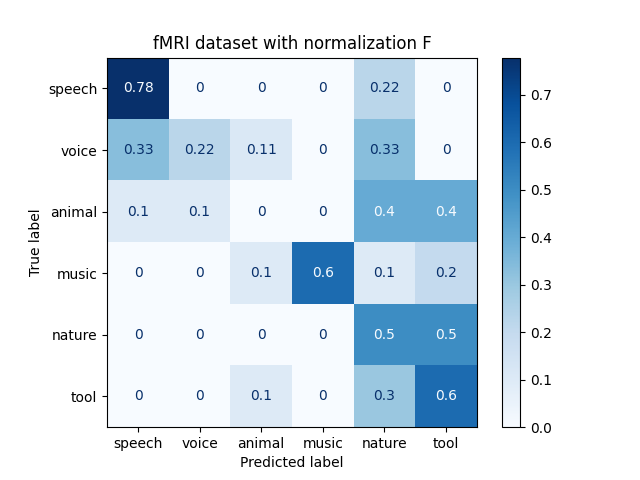 fMRI dataset with normalization F
speech 0.78 0 0 0 0.22 0
voice 0.33 0.22 0.11 0 0.33 0
animal 0.1 0.1 0 0 0.4 0.4
music 0 0 0.1 0.6 0.1 0.2
nature 0 0 0 0 0.5 0.5
tool 0 0 0.1 0 0.3 0.6
speech voice animal music nature tool
Predicted label
True label
0.7
0.6
0.5
0.4
0.3
0.2
0.1
0.0